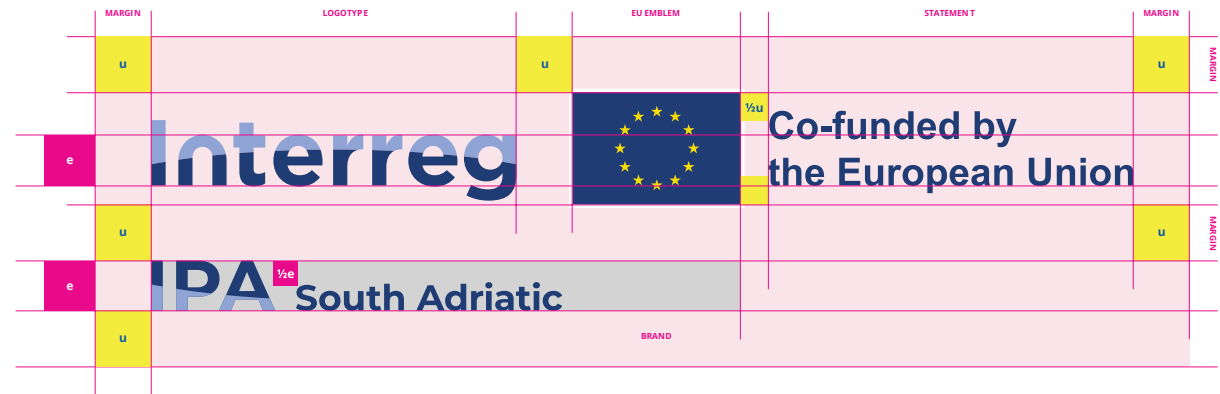 MARGIN LOGOTYPE EU EMBLEM STATEMENT MARGIN
u u u
MARGIN
½u
Interreg
Co-funded by
the European Union
e
u u
MARGIN
e
IPA ½e South Adriatic
u
BRAND